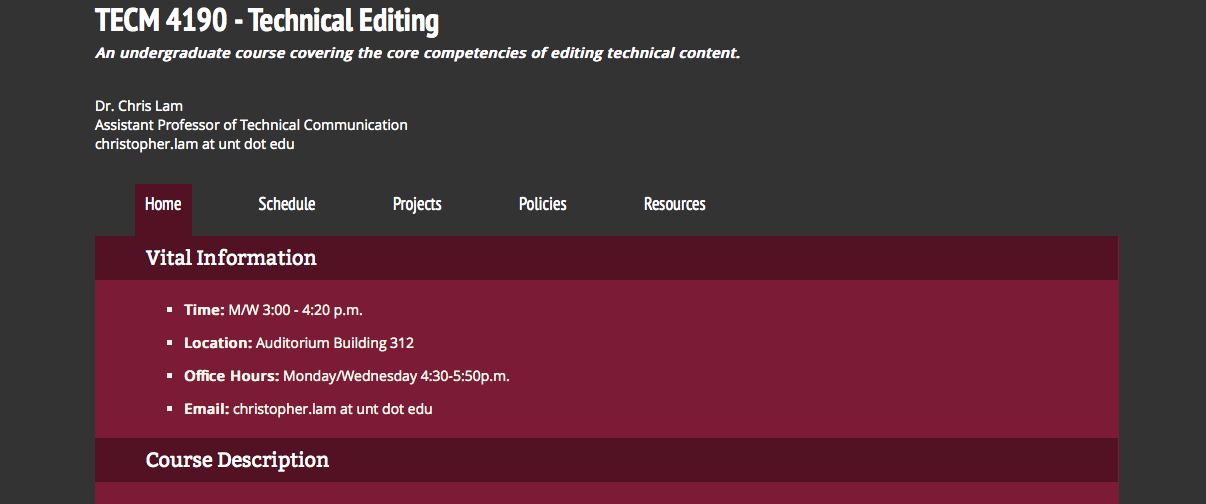 TECM 4190 - Technical Editing
An undergraduate course covering the core competencies of editing technical content.
Dr. Chris Lam
Assistant Professor of Technical Communication
christopher.lam at unt dot edu
Home Schedule Projects Policies Resources
Vital Information
Time: M/W 3:00 - 4:20 p.m.
Location: Auditorium Building 312
Office Hours: Monday/Wednesday 4:30-5:50p.m.
Email: christopher.lam at unt dot edu
Course Description